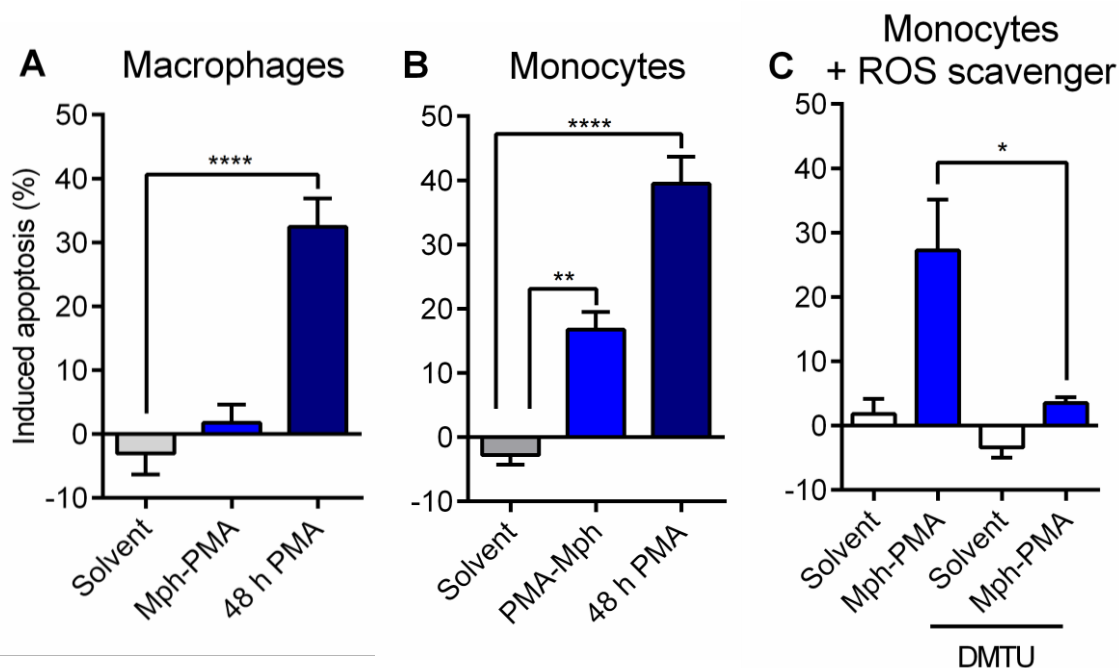 A
Macrophages
Induced apoptosis (%)
50
40
30
20
10
0
-10
****
Solvent
Mph-PMA
48 h PMA
B
Monocytes
50
40
30
20
10
0
-10
****
**
Solvent
PMA-Mph
48 h PMA
C
Monocytes
+ ROS scavenger
50
40
30
20
10
0
-10
*
Solvent
Mph-PMA
Solvent
Mph-PMA
DMTU